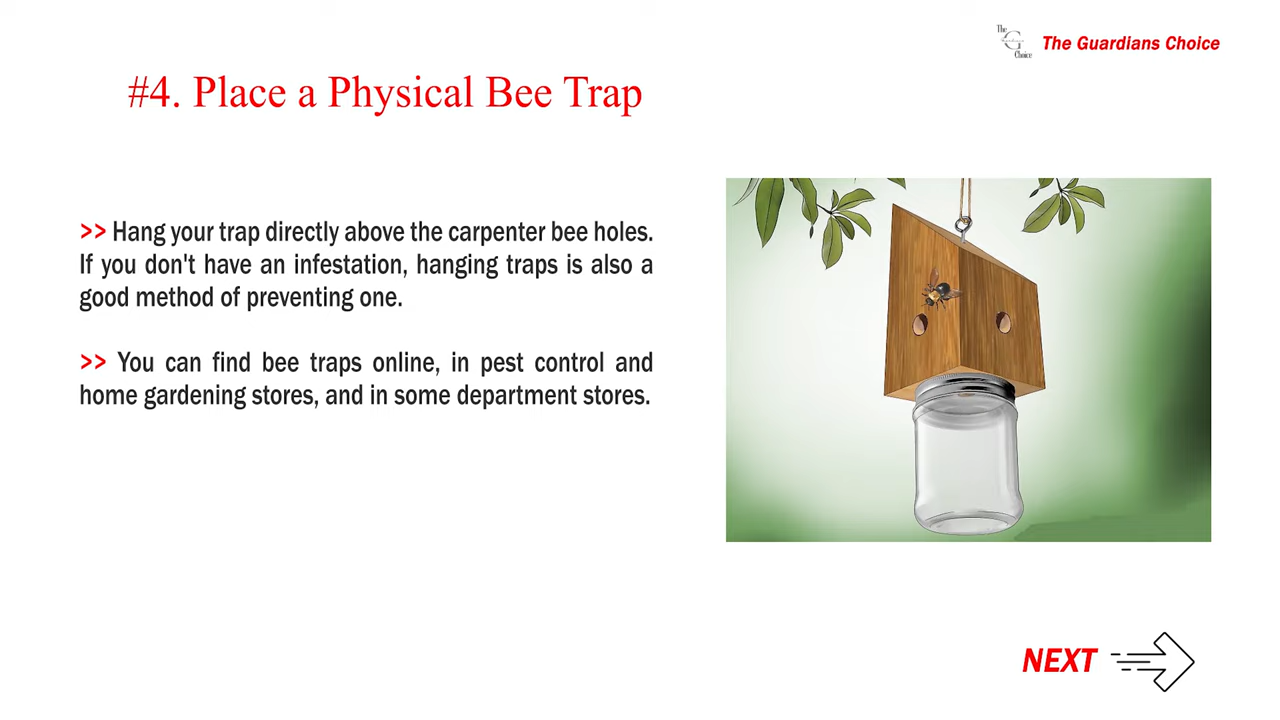 The
G
Choice
The Guardians Choice
#4. Place a Physical Bee Trap
>> Hang your trap directly above the carpenter bee holes.
If you don't have an infestation, hanging traps is also a
good method of preventing one.
>> You can find bee traps online, in pest control and
home gardening stores, and in some department stores.
NEXT